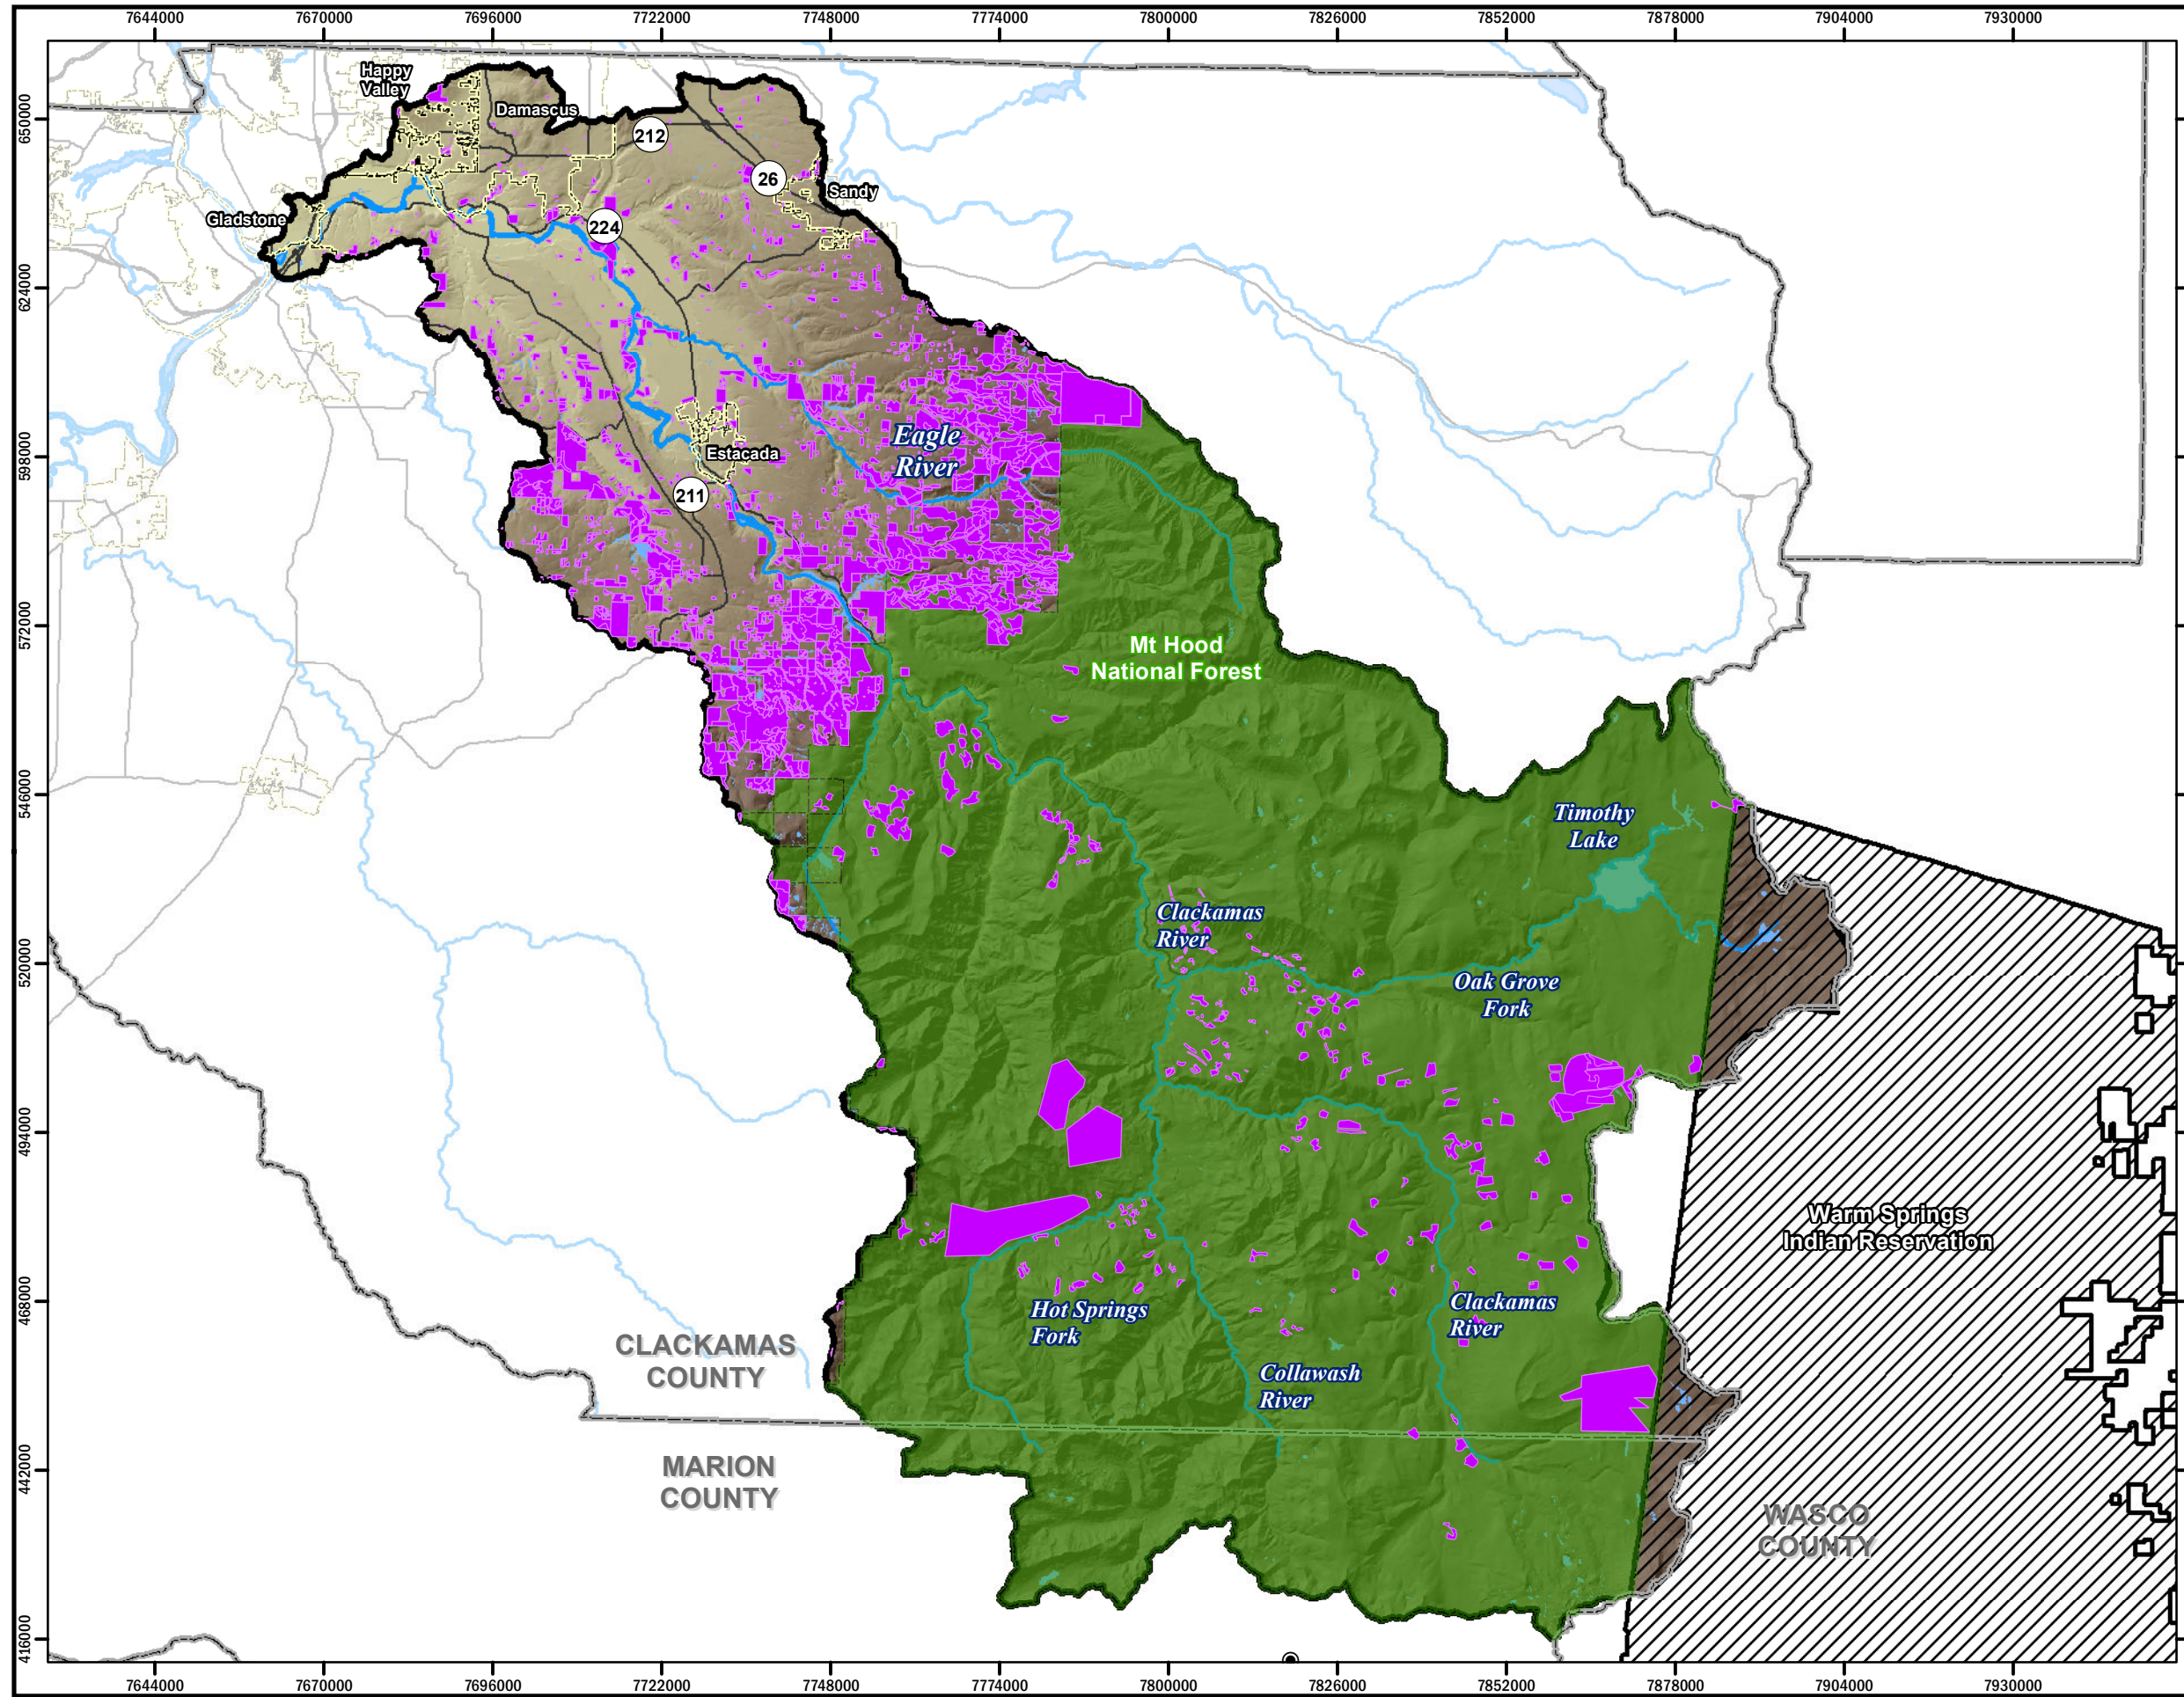 7644000 7670000 7696000 7722000 7748000 7774000 7800000 7826000 7852000 7878000 7904000 7930000
650000
624000
598000
572000
546000
520000
494000
468000
442000
416000
Happy
Valley
Damascus
212
26
Sandy
Gladstone
224
Eagle
River
Estacada
211
Mt Hood
National Forest
Timothy
Lake
Clackamas
River
Oak Grove
Fork
Warm Springs
Indian Reservation
Hot Springs
Fork
Clackamas
River
CLACKAMAS
COUNTY
Collawash
River
MARION
COUNTY
WASCO
COUNTY
7644000 7670000 7696000 7722000 7748000 7774000 7800000 7826000 7852000 7878000 7904000 7930000